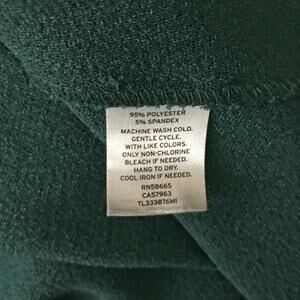 95% POLYESTER
5% SPANDEX
MACHINE WASH COLD.
GENTLE CYCLE.
WITH LIKE COLORS.
ONLY NON-CHLORINE
BLEACH IF NEEDED.
HANG TO DRY.
COOL IRON IF NEEDED.
RN58665
CA57963
TL333876MI